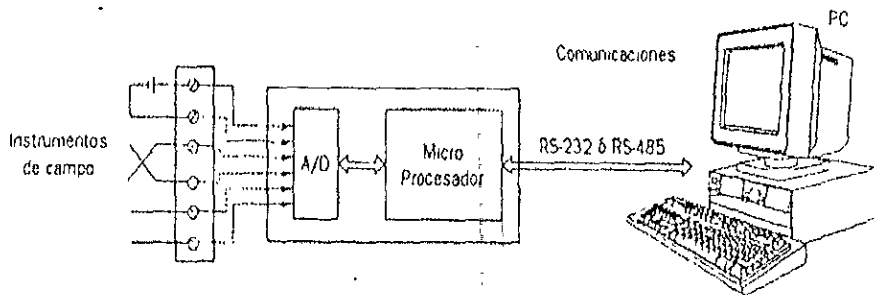 PC
Comunicaciones
Instrumentos
de campo
A/D
Micro
Procesador
RS-232 ó RS-485